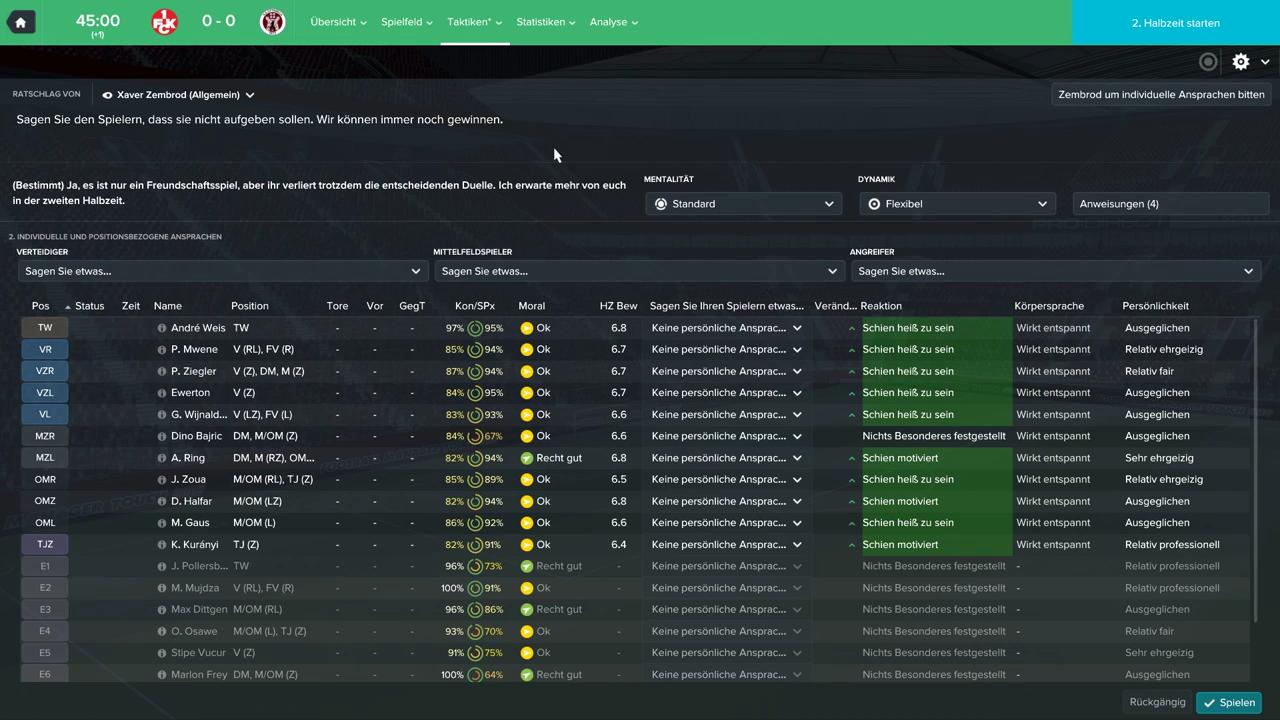 45:00
(+1)
0 - 0
Übersicht
Spielfeld
Taktiken*
Statistiken
Analyse
2. Halbzeit starten
RATSCHLAG VON
Xaver Zembrod (Allgemein)
Zembrod um individuelle Ansprachen bitten
Sagen Sie den Spielern, dass sie nicht aufgeben sollen. Wir können immer noch gewinnen.
(Bestimmt) Ja, es ist nur ein Freundschaftsspiel, aber ihr verliert trotzdem die entscheidenden Duelle. Ich erwarte mehr von euch
in der zweiten Halbzeit.
MENTALITÄT
DYNAMIK
Standard
Flexibel
Anweisungen (4)
2. INDIVIDUELLE UND POSITIONSBEZOGENE ANSPRACHEN
VERTEIDIGER
MITTELFELDSPIELER
ANGREIFER
Sagen Sie etwas...
Sagen Sie etwas...
Sagen Sie etwas...
Pos Status Zeit Name Position Tore Vor GegT Kon/SPx Moral HZ Bew Sagen Sie Ihren Spielern etwas... Veränd... Reaktion Körpersprache Persönlichkeit
TW André Weis TW - - - 97% 95% Ok 6.8 Keine persönliche Ansprac... Schien heiß zu sein Wirkt entspannt Ausgeglichen
VR P. Mwene V (RL), FV (R) - - - 85% 94% Ok 6.7 Keine persönliche Ansprac... Schien heiß zu sein Wirkt entspannt Relativ ehrgeizig
VZR P. Ziegler V (Z), DM, M (Z) - - - 87% 94% Ok 6.7 Keine persönliche Ansprac... Schien heiß zu sein Wirkt entspannt Relativ fair
VZL Ewerton V (Z) - - - 84% 95% Ok 6.7 Keine persönliche Ansprac... Schien heiß zu sein Wirkt entspannt Ausgeglichen
VL G. Wijnald... V (LZ), FV (L) - - - 83% 93% Ok 6.6 Keine persönliche Ansprac... Schien heiß zu sein Wirkt entspannt Ausgeglichen
MZR Dino Bajric DM, M/OM (Z) - - - 84% 67% Ok 6.6 Keine persönliche Ansprac... Nichts Besonderes festgestellt Wirkt entspannt Ausgeglichen
MZL A. Ring DM, M (RZ), OM... - - - 82% 94% Recht gut 6.8 Keine persönliche Ansprac... Schien motiviert Wirkt entspannt Sehr ehrgeizig
OMR J. Zoua M/OM (RL), TJ (Z) - - - 85% 89% Ok 6.5 Keine persönliche Ansprac... Schien heiß zu sein Wirkt entspannt Relativ ehrgeizig
OMZ D. Halfar M/OM (LZ) - - - 82% 94% Ok 6.8 Keine persönliche Ansprac... Schien motiviert Wirkt entspannt Ausgeglichen
OML M. Gaus M/OM (L) - - - 86% 92% Ok 6.6 Keine persönliche Ansprac... Schien heiß zu sein Wirkt entspannt Ausgeglichen
TJZ K. Kurányi TJ (Z) - - - 82% 91% Ok 6.4 Keine persönliche Ansprac... Schien motiviert Wirkt entspannt Relativ professionell
E1 J. Pollersb... TW - - - 96% 73% Recht gut - Keine persönliche Ansprac... Nichts Besonderes festgestellt - Relativ professionell
E2 M. Mujdza V (RL), FV (R) - - - 100% 91% Ok - Keine persönliche Ansprac... Nichts Besonderes festgestellt - Relativ professionell
E3 Max Dittgen M/OM (RL) - - - 96% 86% Recht gut - Keine persönliche Ansprac... Nichts Besonderes festgestellt - Ausgeglichen
E4 O. Osawe M/OM (L), TJ (Z) - - - 93% 70% Ok - Keine persönliche Ansprac... Nichts Besonderes festgestellt - Relativ fair
E5 Stipe Vucur V (Z) - - - 91% 75% Ok - Keine persönliche Ansprac... Nichts Besonderes festgestellt - Sehr ehrgeizig
E6 Marlon Frey DM, M/OM (Z) - - - 100% 64% Recht gut - Keine persönliche Ansprac... Nichts Besonderes festgestellt - Ausgeglichen
Rückgängig
Spielen